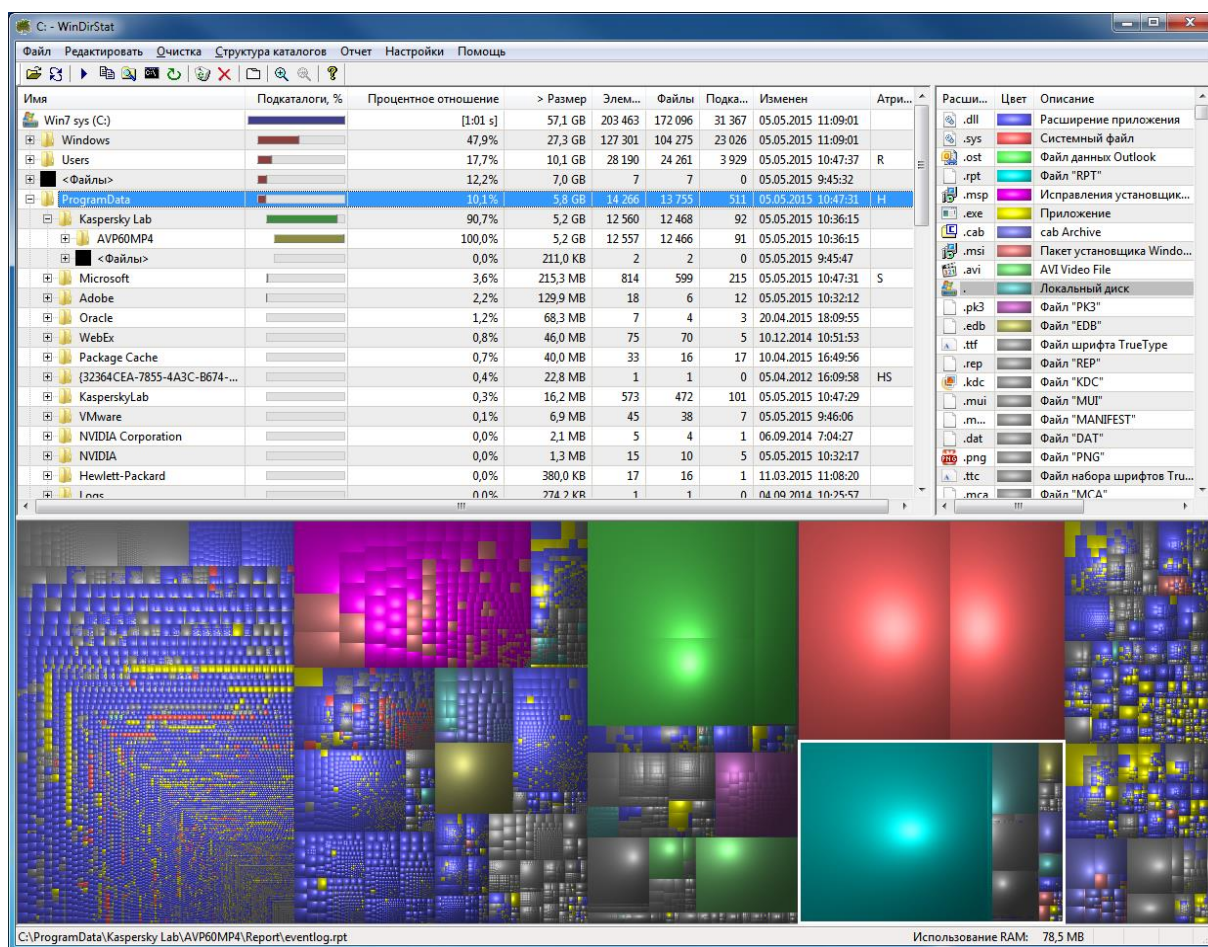 C: - WinDirStat
Файл Редактировать Очистка Структура каталогов Отчет Настройки Помощь
Имя Подкаталоги, % Процентное отношение > Размер Элем... Файлы Подка... Изменен Атри...
Win7 sys (C:) [1:01 s] 57,1 GB 203 463 172 096 31 367 05.05.2015 11:09:01
Windows 47,9% 27,3 GB 127 301 104 275 23 026 05.05.2015 11:09:01
Users 17,7% 10,1 GB 28 190 24 261 3 929 05.05.2015 10:47:37 R
<Файлы> 12,2% 7,0 GB 7 7 0 05.05.2015 9:45:32
ProgramData 10,1% 5,8 GB 14 266 13 755 511 05.05.2015 10:47:31 H
Kaspersky Lab 90,7% 5,2 GB 12 560 12 468 92 05.05.2015 10:36:15
AVP60MP4 100,0% 5,2 GB 12 557 12 466 91 05.05.2015 10:36:15
<Файлы> 0,0% 211,0 KB 2 2 0 05.05.2015 9:45:47
Microsoft 3,6% 215,3 MB 814 599 215 05.05.2015 10:47:31 S
Adobe 2,2% 129,9 MB 18 6 12 05.05.2015 10:32:12
Oracle 1,2% 68,3 MB 7 4 3 20.04.2015 18:09:55
WebEx 0,8% 46,0 MB 75 70 5 10.12.2014 10:51:53
Package Cache 0,7% 40,0 MB 33 16 17 10.04.2015 16:49:56
{32364CEA-7855-4A3C-B674-... 0,4% 22,8 MB 1 1 0 05.04.2012 16:09:58 HS
KasperskyLab 0,3% 16,2 MB 573 472 101 05.05.2015 10:47:29
VMware 0,1% 6,9 MB 45 38 7 05.05.2015 9:46:06
NVIDIA Corporation 0,0% 2,1 MB 5 4 1 06.09.2014 7:04:27
NVIDIA 0,0% 1,3 MB 15 10 5 05.05.2015 10:32:17
Hewlett-Packard 0,0% 380,0 KB 17 16 1 11.03.2015 11:08:20
Logs 0,0% 274,2 KB 1 1 0 04.09.2014 10:25:57
Расши... Цвет Описание
.dll Расширение приложения
.sys Системный файл
.ost Файл данных Outlook
.rpt Файл "RPT"
.msp Исправления установщик...
.exe Приложение
.cab cab Archive
.msi Пакет установщика Windo...
.avi AVI Video File
. Локальный диск
.pk3 Файл "PK3"
.edb Файл "EDB"
.ttf Файл шрифта TrueType
.rep Файл "REP"
.kdc Файл "KDC"
.mui Файл "MUI"
.m... Файл "MANIFEST"
.dat Файл "DAT"
.png Файл "PNG"
.ttc Файл набора шрифтов Tru...
.mca Файл "MCA"
C:\ProgramData\Kaspersky Lab\AVP60MP4\Report\eventlog.rpt Использование RAM: 78,5 MB